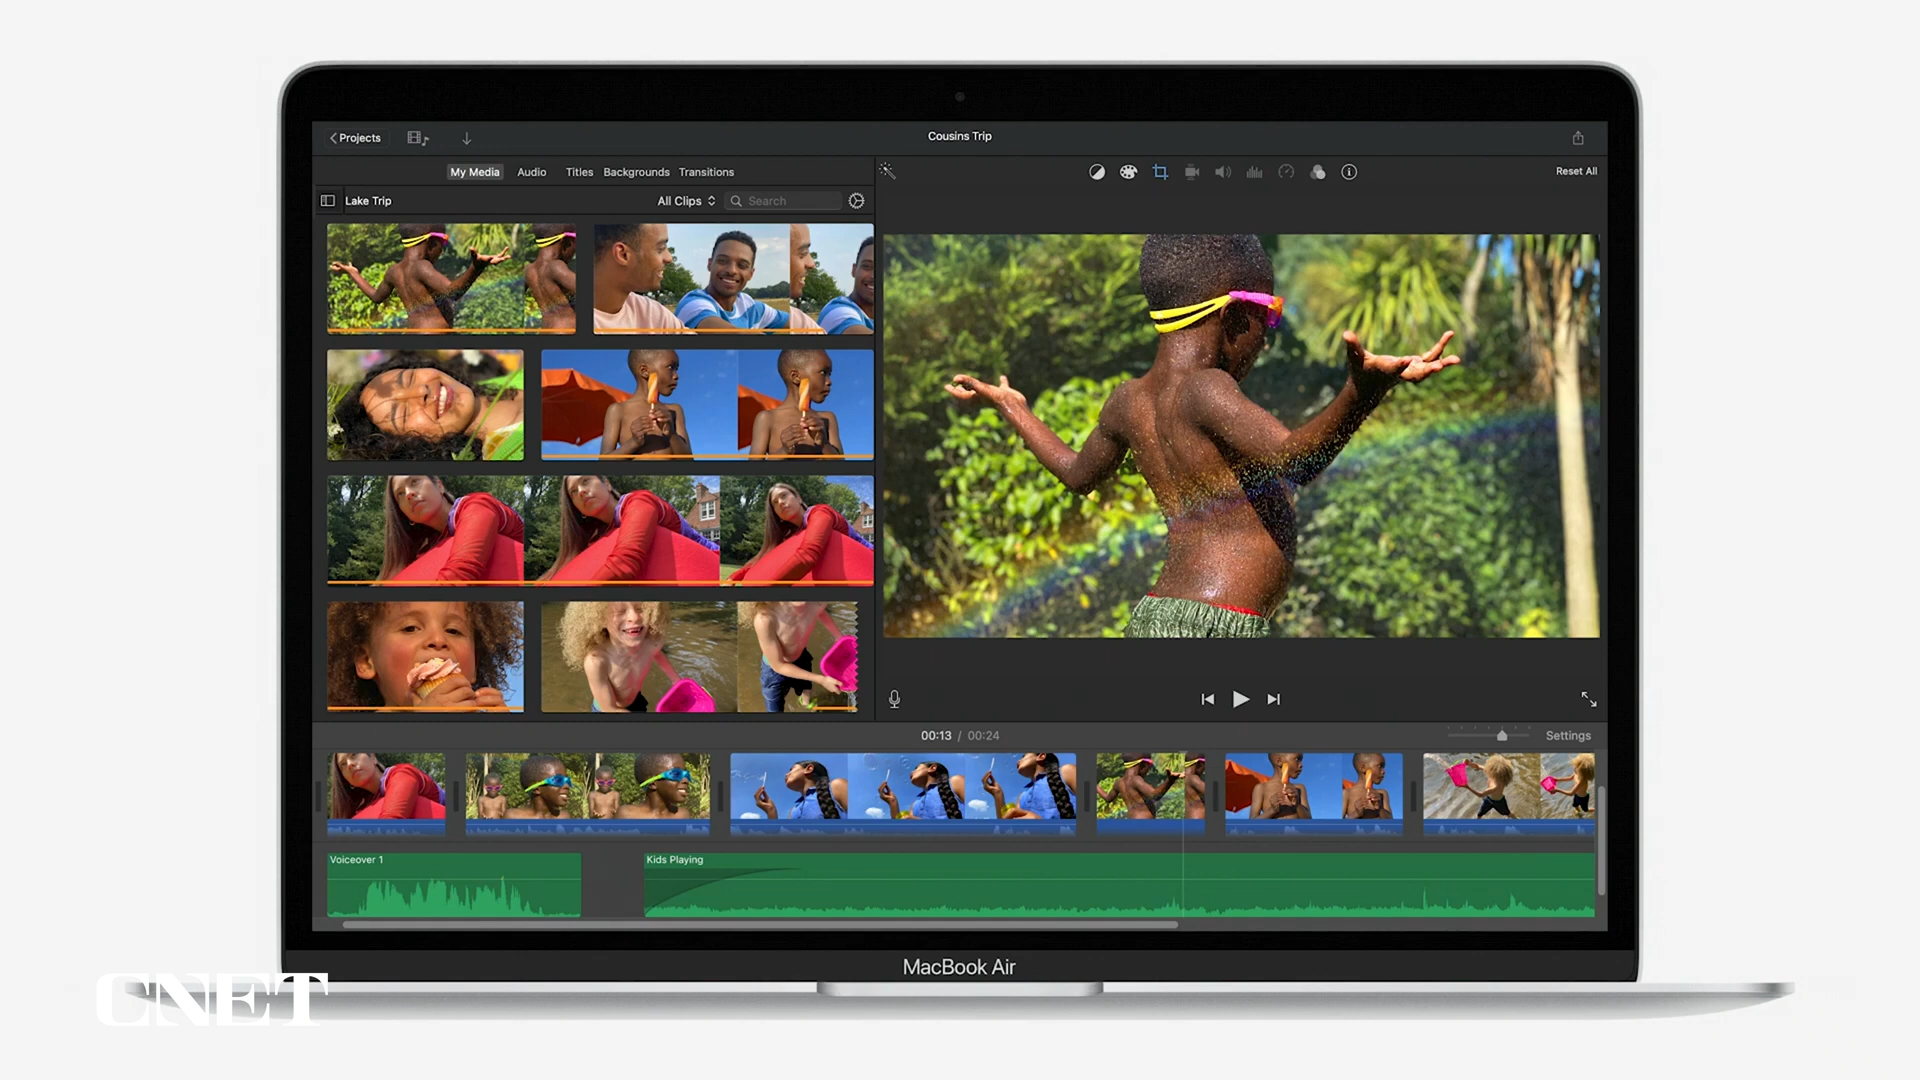 Projects
Cousins Trip
My Media Audio Titles Backgrounds Transitions
Reset All
Lake Trip
All Clips
Search
00:13 / 00:24
Settings
Voiceover 1
Kids Playing
MacBook Air
CNET